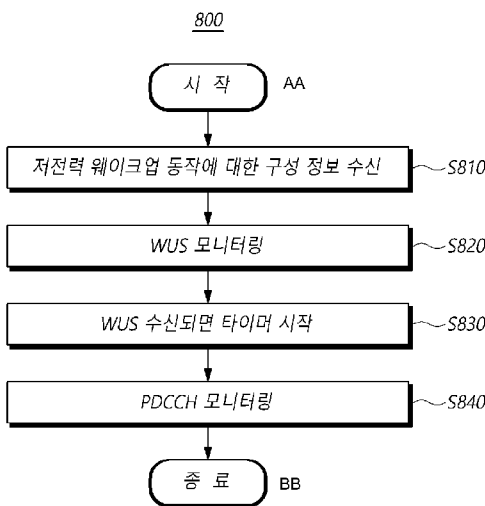 800
시 작 AA
저전력 웨이크업 동작에 대한 구성 정보 수신 S810
WUS 모니터링 S820
WUS 수신되면 타이머 시작 S830
PDCCH 모니터링 S840
종 료 BB